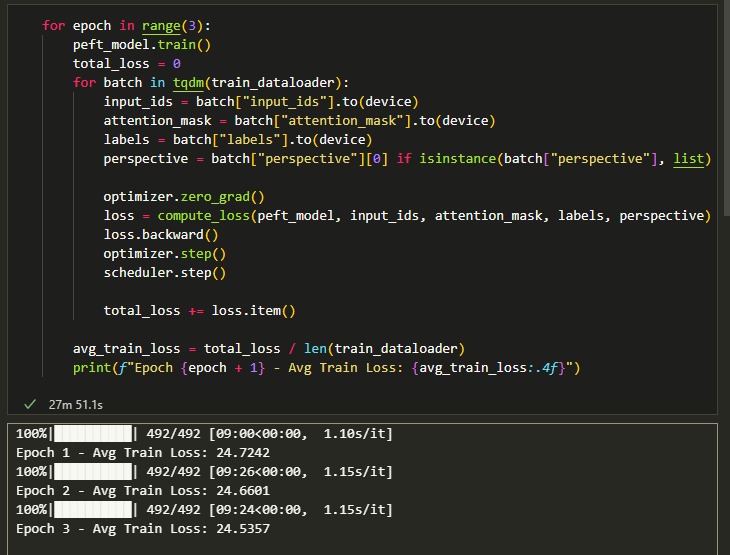 for epoch in range(3):
    peft_model.train()
    total_loss = 0
    for batch in tqdm(train_dataloader):
        input_ids = batch["input_ids"].to(device)
        attention_mask = batch["attention_mask"].to(device)
        labels = batch["labels"].to(device)
        perspective = batch["perspective"][0] if isinstance(batch["perspective"], list)
        optimizer.zero_grad()
        loss = compute_loss(peft_model, input_ids, attention_mask, labels, perspective)
        loss.backward()
        optimizer.step()
        scheduler.step()
        total_loss += loss.item()
    avg_train_loss = total_loss / len(train_dataloader)
    print(f"Epoch {epoch + 1} - Avg Train Loss: {avg_train_loss:.4f}")
27m 51.1s
100%|██████████| 492/492 [09:00<00:00,  1.10s/it]
Epoch 1 - Avg Train Loss: 24.7242
100%|██████████| 492/492 [09:26<00:00,  1.15s/it]
Epoch 2 - Avg Train Loss: 24.6601
100%|██████████| 492/492 [09:24<00:00,  1.15s/it]
Epoch 3 - Avg Train Loss: 24.5357